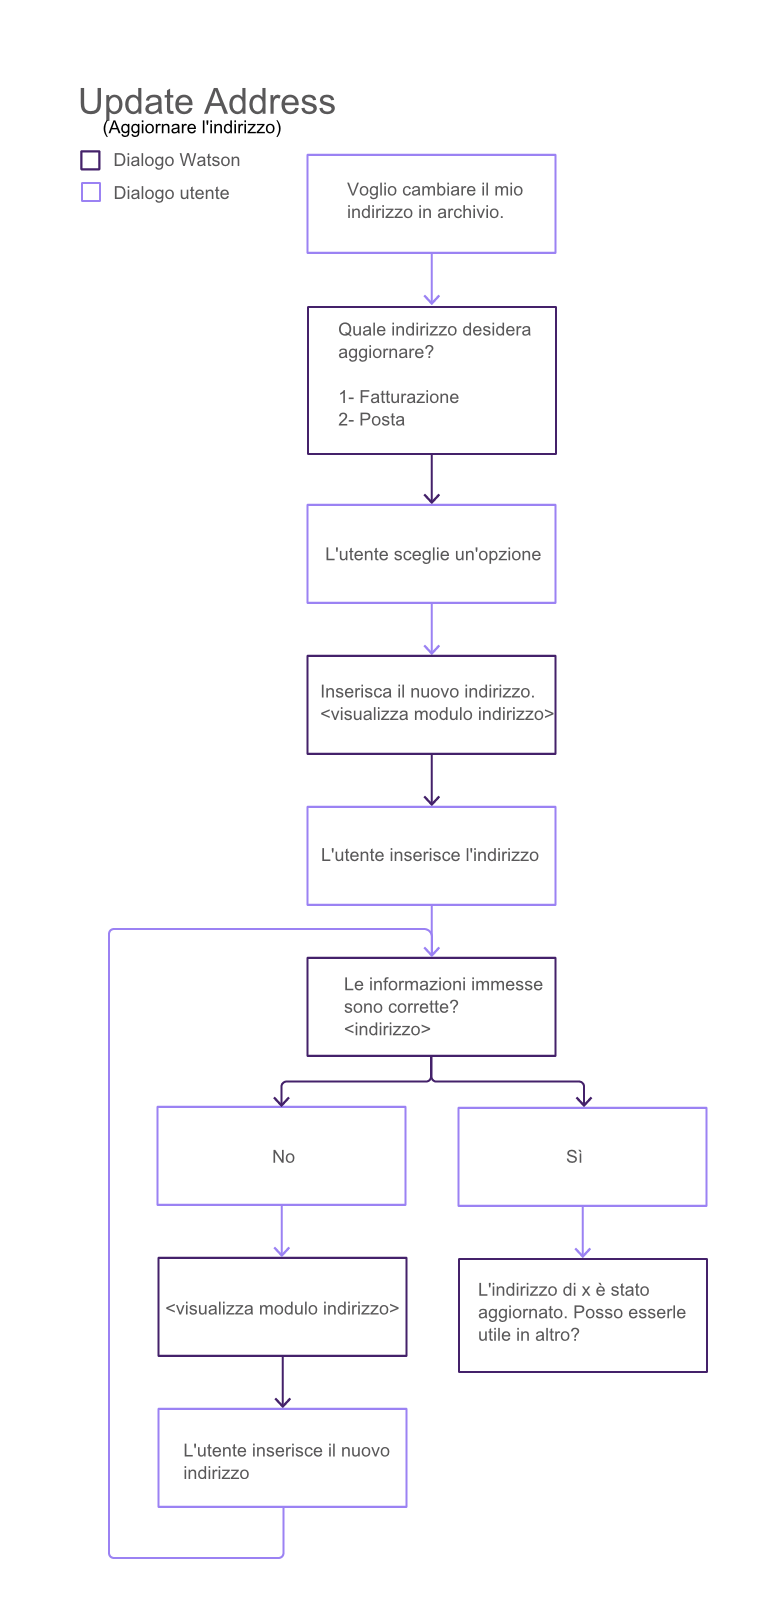 Update Address
(Aggiornare l'indirizzo)
Dialogo Watson
Dialogo utente
Voglio cambiare il mio
indirizzo in archivio.
Quale indirizzo desidera
aggiornare?
1- Fatturazione
2- Posta
L'utente sceglie un'opzione
Inserisca il nuovo indirizzo.
<visualizza modulo indirizzo>
L'utente inserisce l'indirizzo
Le informazioni immesse
sono corrette?
<indirizzo>
No
Sì
<visualizza modulo indirizzo>
L'indirizzo di x è stato
aggiornato. Posso esserle
utile in altro?
L'utente inserisce il nuovo
indirizzo